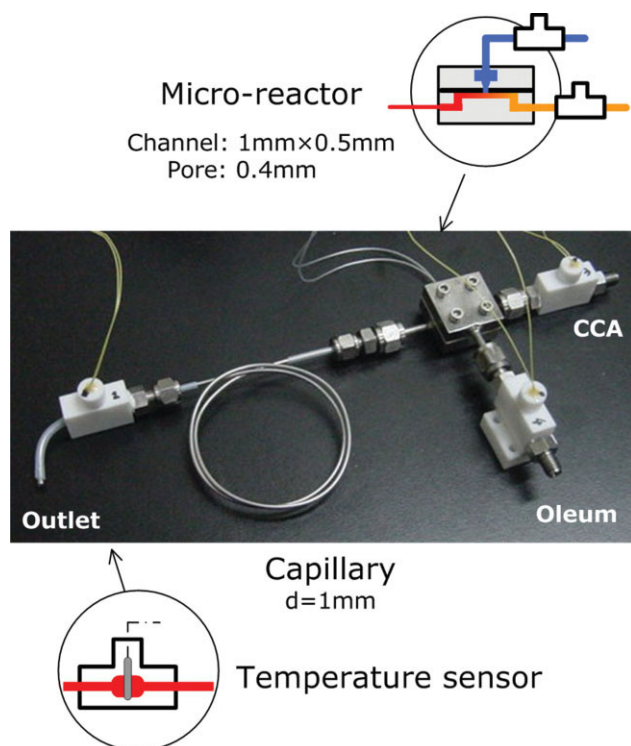 Micro-reactor
Channel: 1mm×0.5mm
Pore: 0.4mm
CCA
Outlet
Oleum
Capillary
d=1mm
Temperature sensor